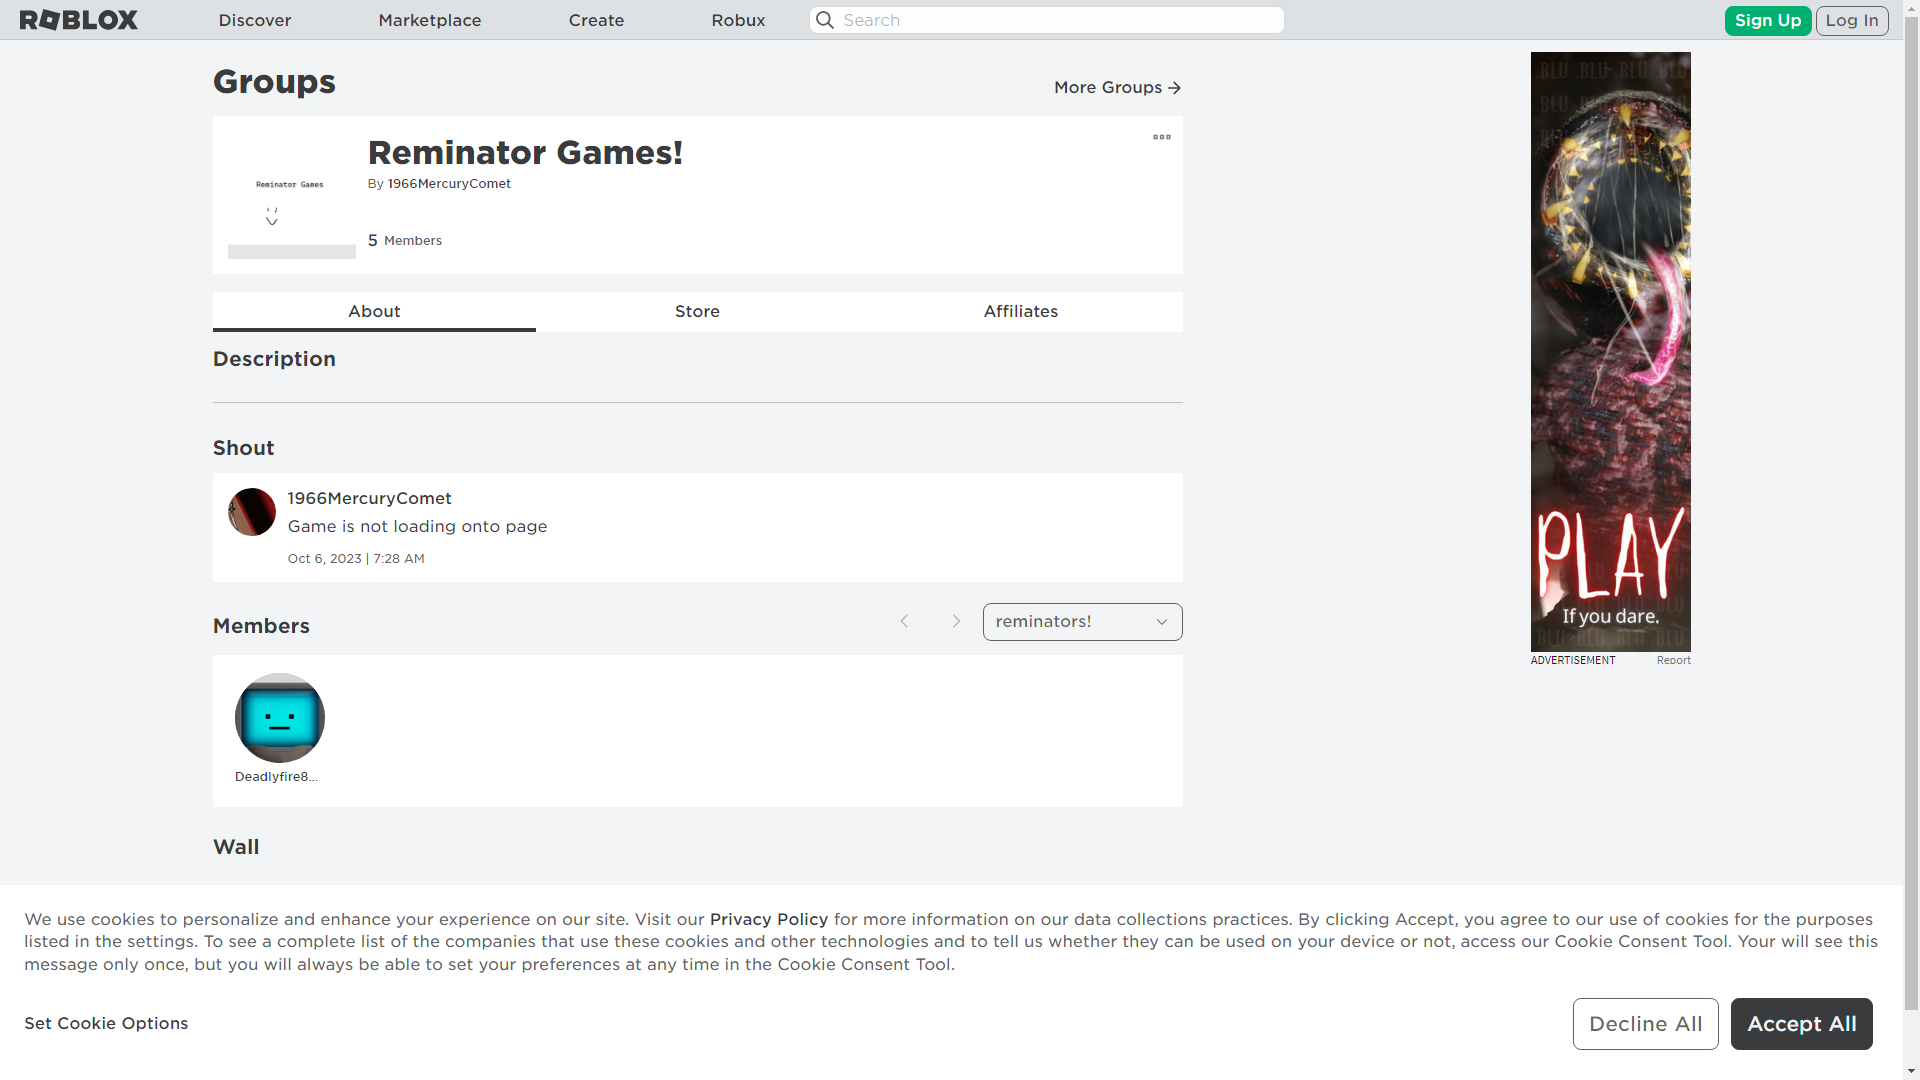 ROBLOX
Discover
Marketplace
Create
Robux
Search
Sign Up
Log In
Groups
More Groups
Reminator Games!
By 1966MercuryComet
Reminator Games
5 Members
About
Store
Affiliates
Description
Shout
1966MercuryComet
Game is not loading onto page
Oct 6, 2023 | 7:28 AM
Members
reminators!
Deadlyfire8...
Wall
BLU BLU BLU BLU
PLAY
If you dare.
ADVERTISEMENT
Report
We use cookies to personalize and enhance your experience on our site. Visit our Privacy Policy for more information on our data collections practices. By clicking Accept, you agree to our use of cookies for the purposes
listed in the settings. To see a complete list of the companies that use these cookies and other technologies and to tell us whether they can be used on your device or not, access our Cookie Consent Tool. Your will see this
message only once, but you will always be able to set your preferences at any time in the Cookie Consent Tool.
Set Cookie Options
Decline All
Accept All